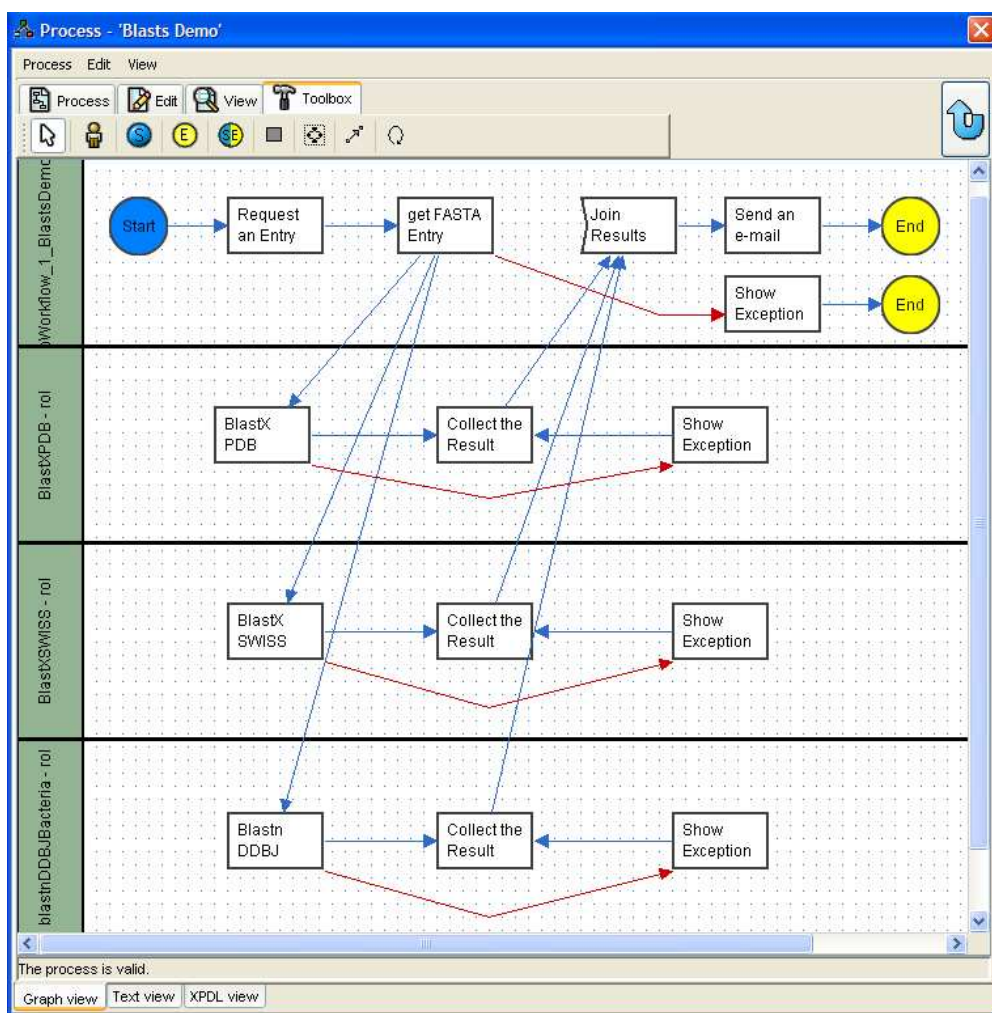 Process - 'Blasts Demo'
Process Edit View
Process Edit View Toolbox
S E SE
Workflow_1_BlastsDemo
Start
Request
an Entry
get FASTA
Entry
Join
Results
Send an
e-mail
End
Show
Exception
End
BlastXPDB - rol
BlastX
PDB
Collect the
Result
Show
Exception
BlastXSWISS - rol
BlastX
SWISS
Collect the
Result
Show
Exception
blastnDDBJBacteria - rol
Blastn
DDBJ
Collect the
Result
Show
Exception
The process is valid.
Graph view Text view XPDL view